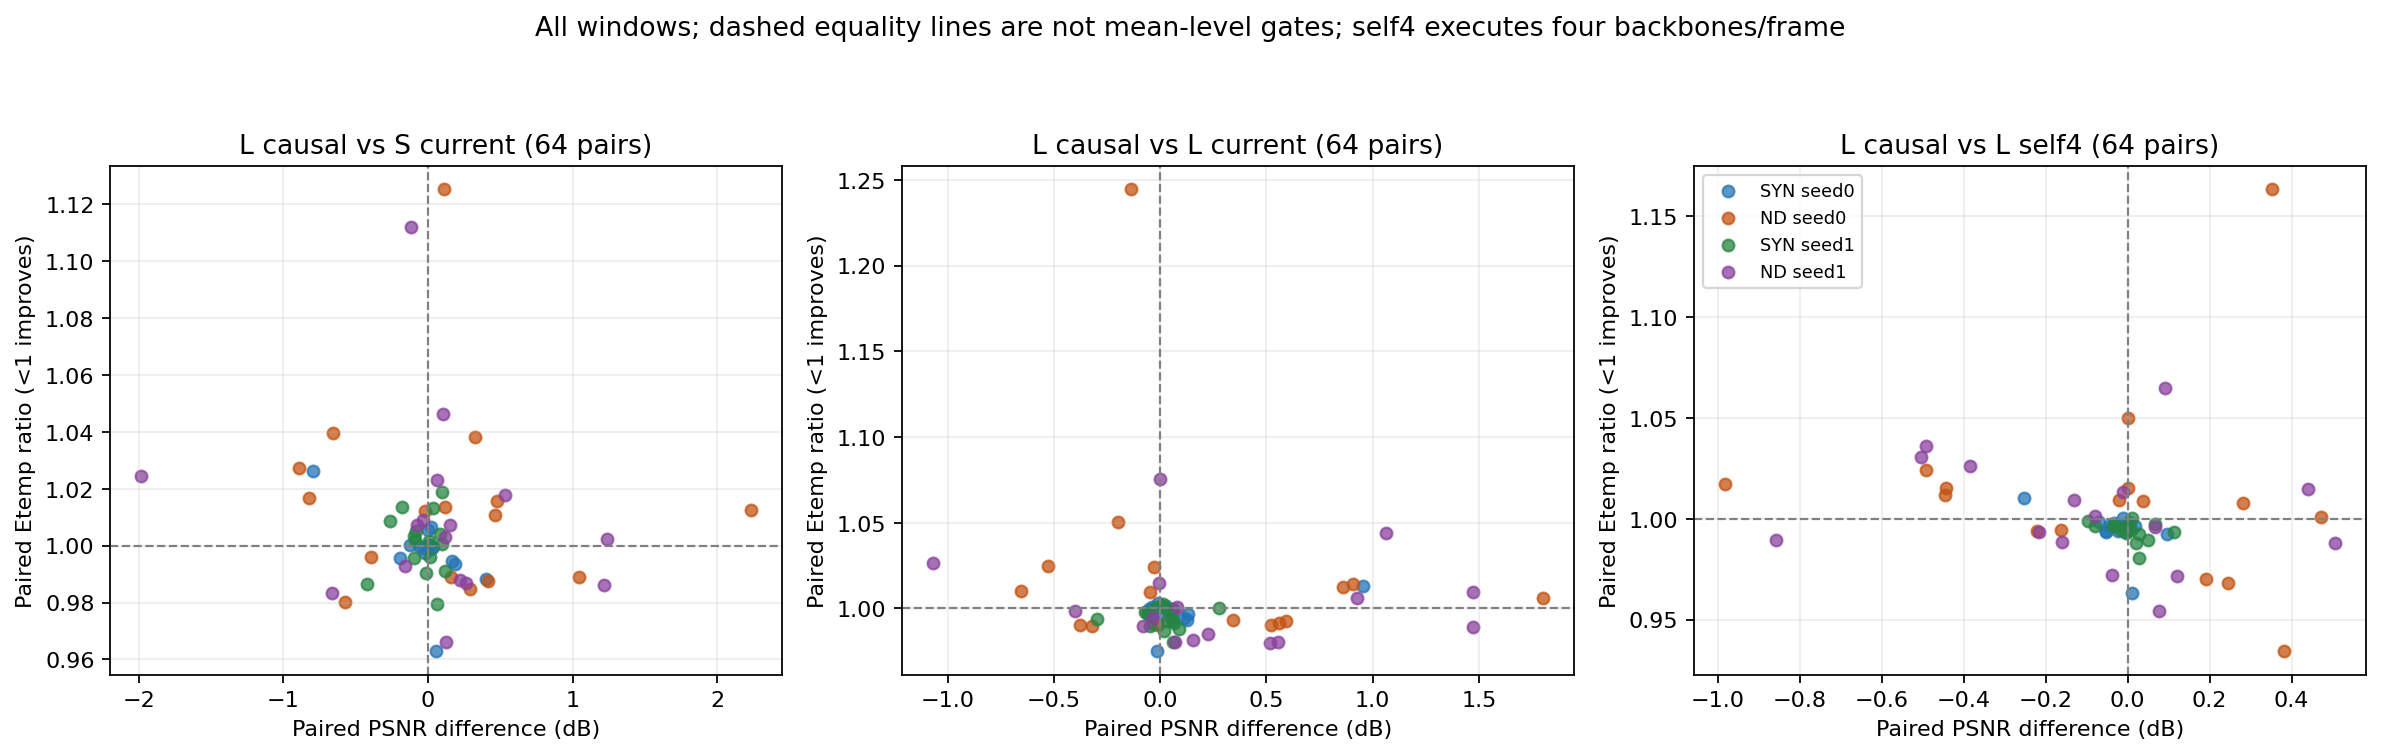 All windows; dashed equality lines are not mean-level gates; self4 executes four backbones/frame
L causal vs S current (64 pairs)
Paired Etemp ratio (<1 improves)
1.12
1.10
1.08
1.06
1.04
1.02
1.00
0.98
0.96
−2
−1
0
1
2
Paired PSNR difference (dB)
L causal vs L current (64 pairs)
Paired Etemp ratio (<1 improves)
1.25
1.20
1.15
1.10
1.05
1.00
−1.0
−0.5
0.0
0.5
1.0
1.5
Paired PSNR difference (dB)
L causal vs L self4 (64 pairs)
Paired Etemp ratio (<1 improves)
1.15
1.10
1.05
1.00
0.95
SYN seed0
ND seed0
SYN seed1
ND seed1
−1.0
−0.8
−0.6
−0.4
−0.2
0.0
0.2
0.4
Paired PSNR difference (dB)